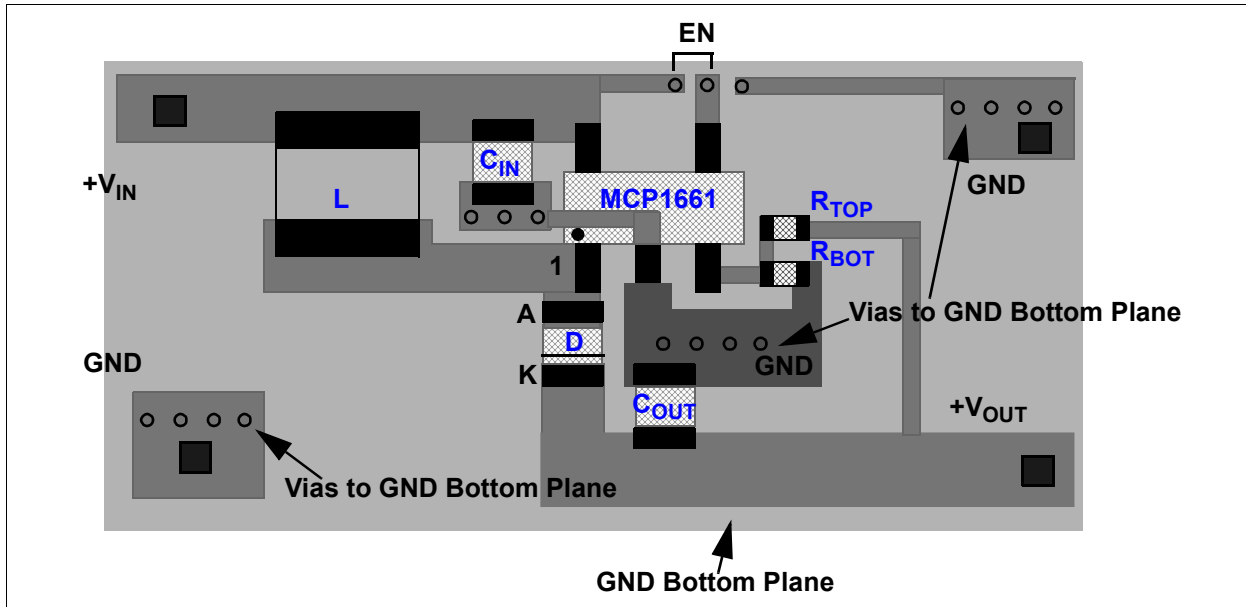 EN
+VIN
L
CIN
MCP1661
GND
RTOP
RBOT
1
A
D
K
Vias to GND Bottom Plane
GND
GND
COUT
+VOUT
Vias to GND Bottom Plane
GND Bottom Plane